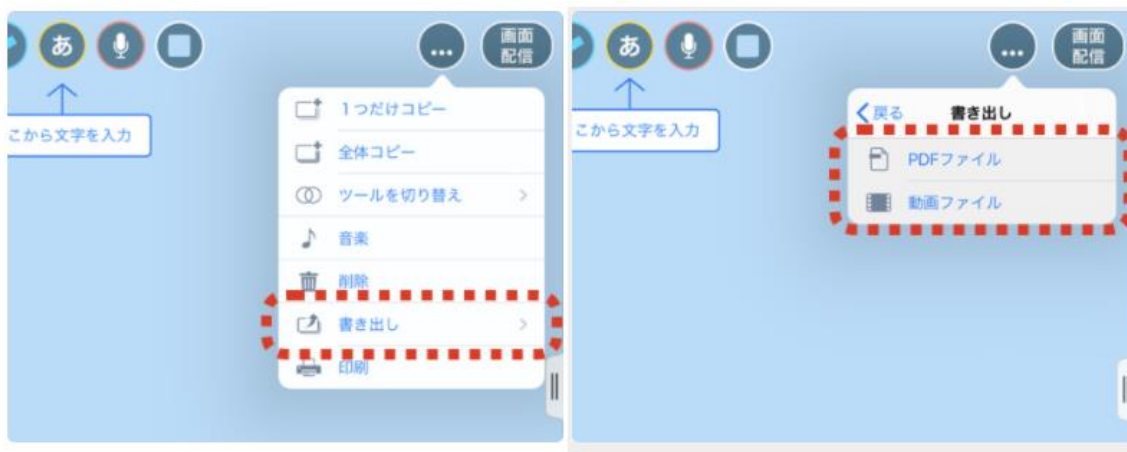 あ
画面
配信
こから文字を入力
1つだけコピー
全体コピー
ツールを切り替え
音楽
削除
書き出し
印刷
あ
画面
配信
こから文字を入力
戻る 書き出し
PDFファイル
動画ファイル